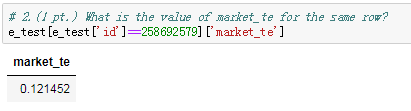 # 2.(1 pt.) What is the value of market_te for the same row?
e_test[e_test['id']==258692579]['market_te']
market_te
0.121452